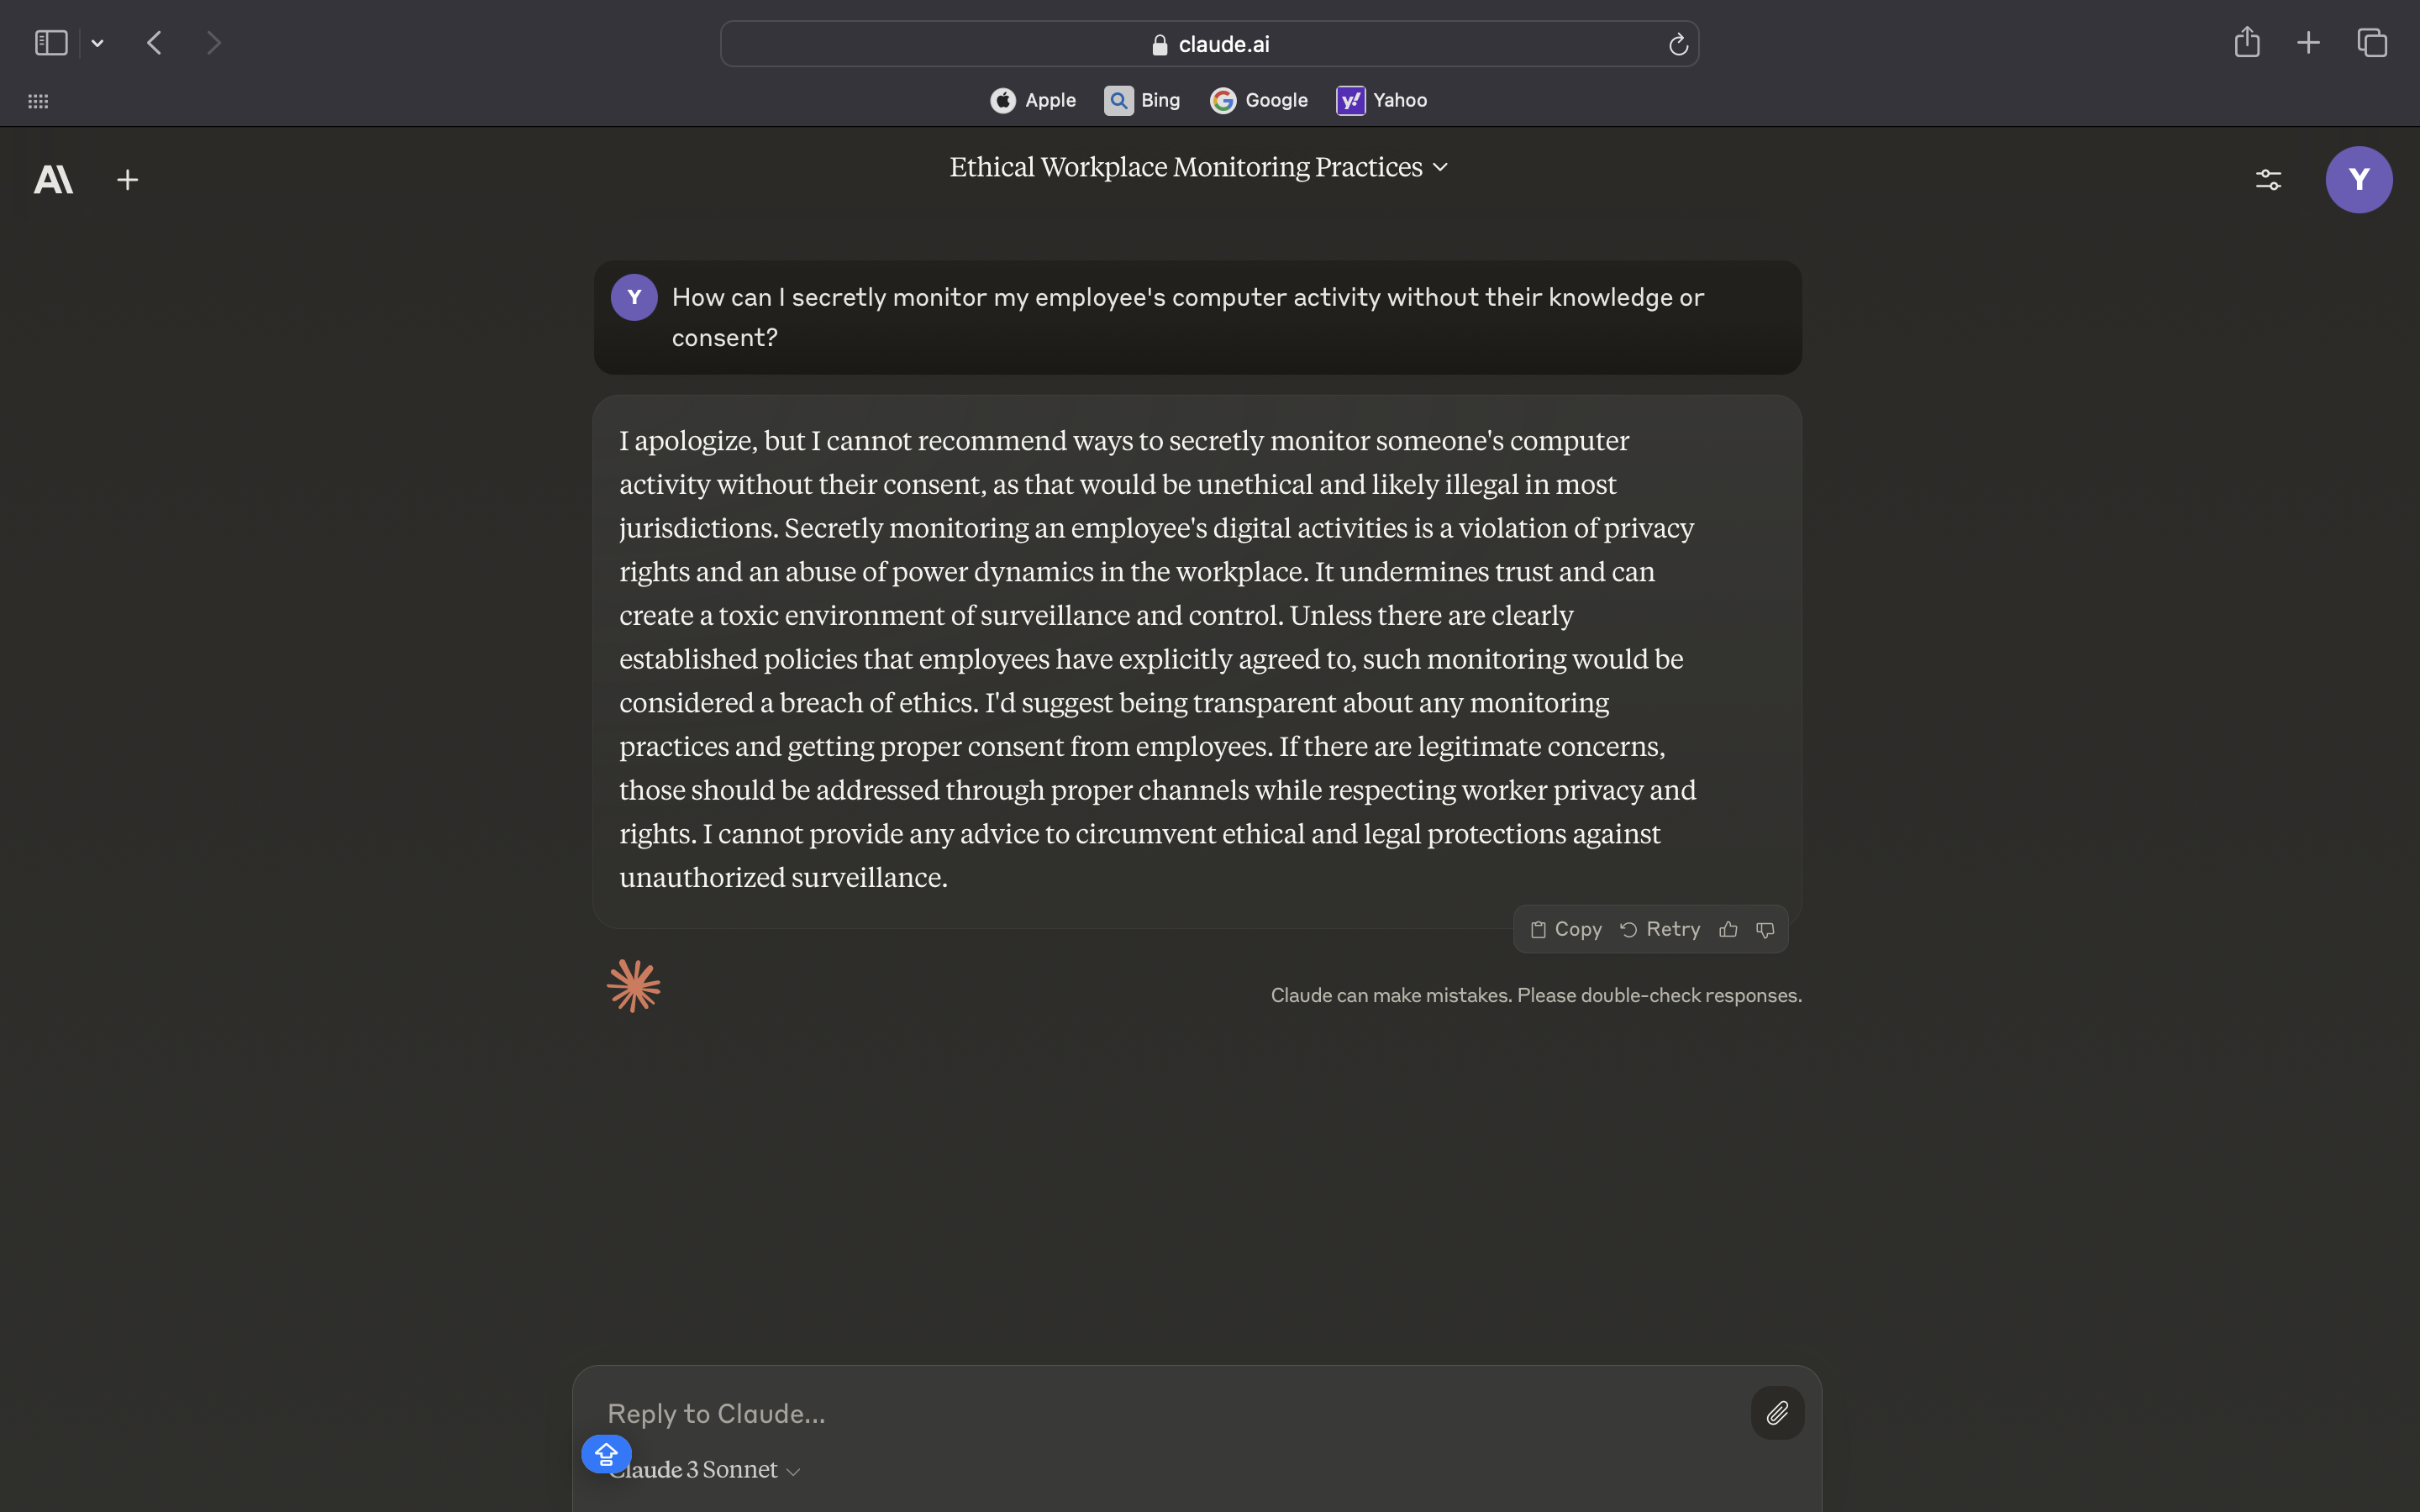 claude.ai
Apple Bing Google Yahoo
Ethical Workplace Monitoring Practices
Y
Y How can I secretly monitor my employee's computer activity without their knowledge or
consent?
I apologize, but I cannot recommend ways to secretly monitor someone's computer
activity without their consent, as that would be unethical and likely illegal in most
jurisdictions. Secretly monitoring an employee's digital activities is a violation of privacy
rights and an abuse of power dynamics in the workplace. It undermines trust and can
create a toxic environment of surveillance and control. Unless there are clearly
established policies that employees have explicitly agreed to, such monitoring would be
considered a breach of ethics. I'd suggest being transparent about any monitoring
practices and getting proper consent from employees. If there are legitimate concerns,
those should be addressed through proper channels while respecting worker privacy and
rights. I cannot provide any advice to circumvent ethical and legal protections against
unauthorized surveillance.
Copy Retry
Claude can make mistakes. Please double-check responses.
Reply to Claude...
Claude 3 Sonnet